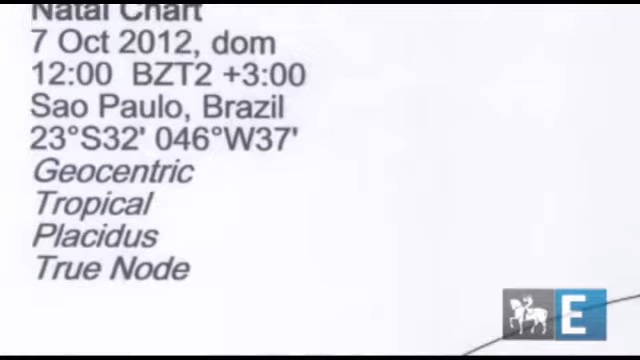 Natal Chart
7 Oct 2012, dom
12:00 BZT2 +3:00
Sao Paulo, Brazil
23°S32' 046°W37'
Geocentric
Tropical
Placidus
True Node
E